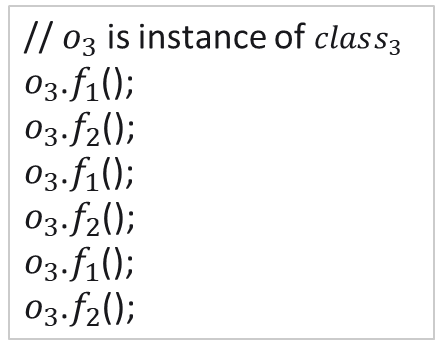 // o₃ is instance of class₃
o₃.f₁();
o₃.f₂();
o₃.f₁();
o₃.f₂();
o₃.f₁();
o₃.f₂();